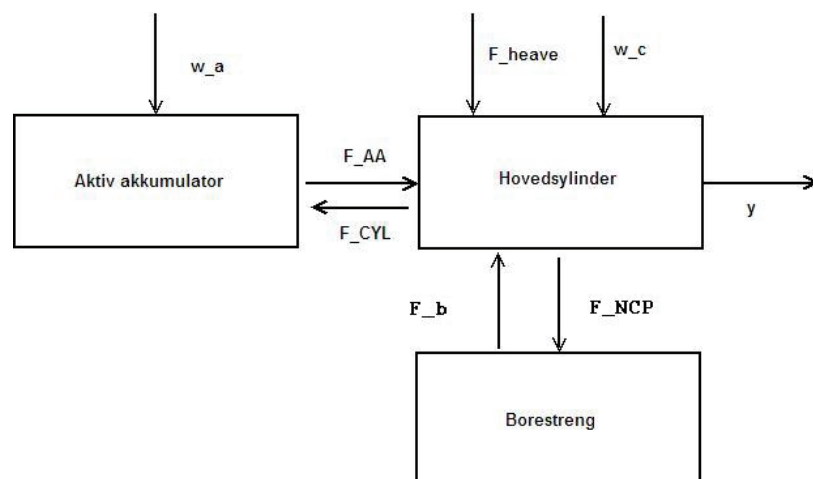 w_a
F_heave
w_c
Aktiv akkumulator
F_AA
Hovedsylinder
F_CYL
y
F_b
F_NCP
Borestreng